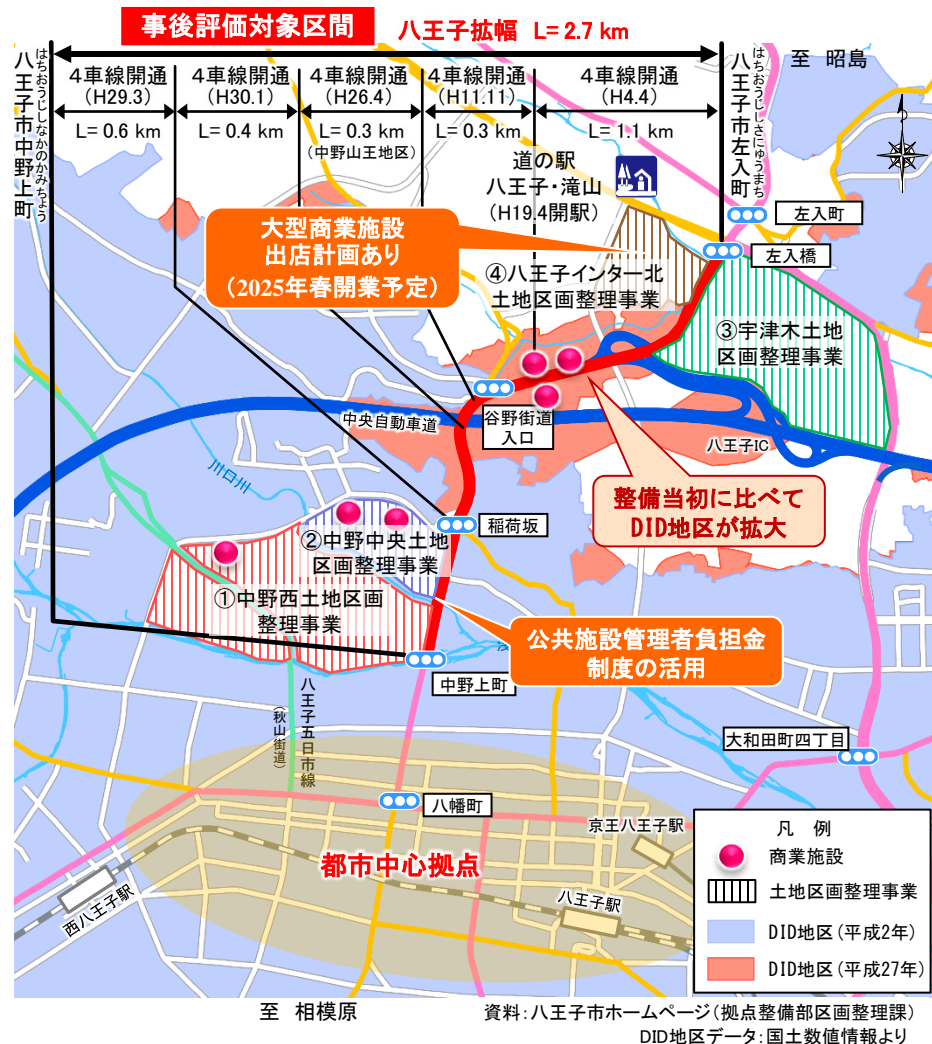 事後評価対象区間
八王子拡幅 L= 2.7 km
はちおうじしなかのかみちょう
八王子市中野上町
４車線開通
(H29.3)
L= 0.6 km
４車線開通
(H30.1)
L= 0.4 km
４車線開通
(H26.4)
L= 0.3 km
(中野山王地区)
４車線開通
(H11.11)
L= 0.3 km
４車線開通
(H4.4)
L= 1.1 km
はちおうじしさにゅうまち
八王子市左入町
至 昭島
道の駅
八王子・滝山
(H19.4開駅)
左入町
左入橋
大型商業施設
出店計画あり
(2025年春開業予定)
④八王子インター北
土地区画整理事業
③宇津木土地
区画整理事業
中央自動車道
谷野街道
入口
八王子IC
川口川
整備当初に比べて
DID地区が拡大
稲荷坂
②中野中央土地
区画整理事業
①中野西土地区画
整理事業
公共施設管理者負担金
制度の活用
中野上町
八王子五日市線
(秋山街道)
大和田町四丁目
八幡町
京王八王子駅
都市中心拠点
西八王子駅
八王子駅
凡 例
商業施設
土地区画整理事業
DID地区(平成2年)
DID地区(平成27年)
至 相模原
資料:八王子市ホームページ(拠点整備部区画整理課)
DID地区データ:国土数値情報より